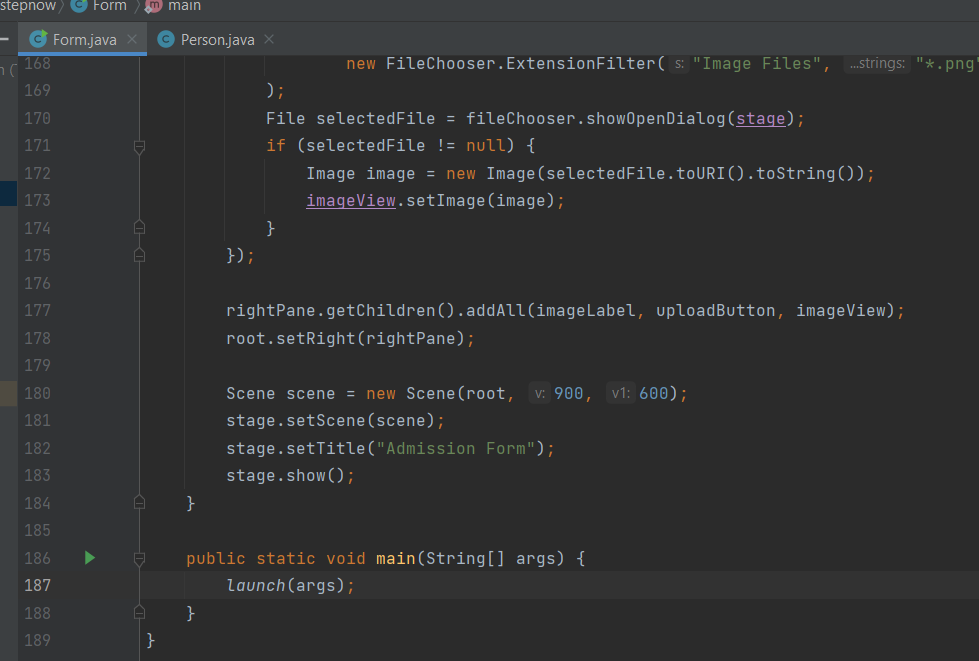 stepnow Form main
Form.java Person.java
168 new FileChooser.ExtensionFilter( s: "Image Files", ...strings: "*.png"
169 );
170 File selectedFile = fileChooser.showOpenDialog(stage);
171 if (selectedFile != null) {
172 Image image = new Image(selectedFile.toURI().toString());
173 imageView.setImage(image);
174 }
175 });
176
177 rightPane.getChildren().addAll(imageLabel, uploadButton, imageView);
178 root.setRight(rightPane);
179
180 Scene scene = new Scene(root, v: 900, v1: 600);
181 stage.setScene(scene);
182 stage.setTitle("Admission Form");
183 stage.show();
184 }
185
186 public static void main(String[] args) {
187 launch(args);
188 }
189 }